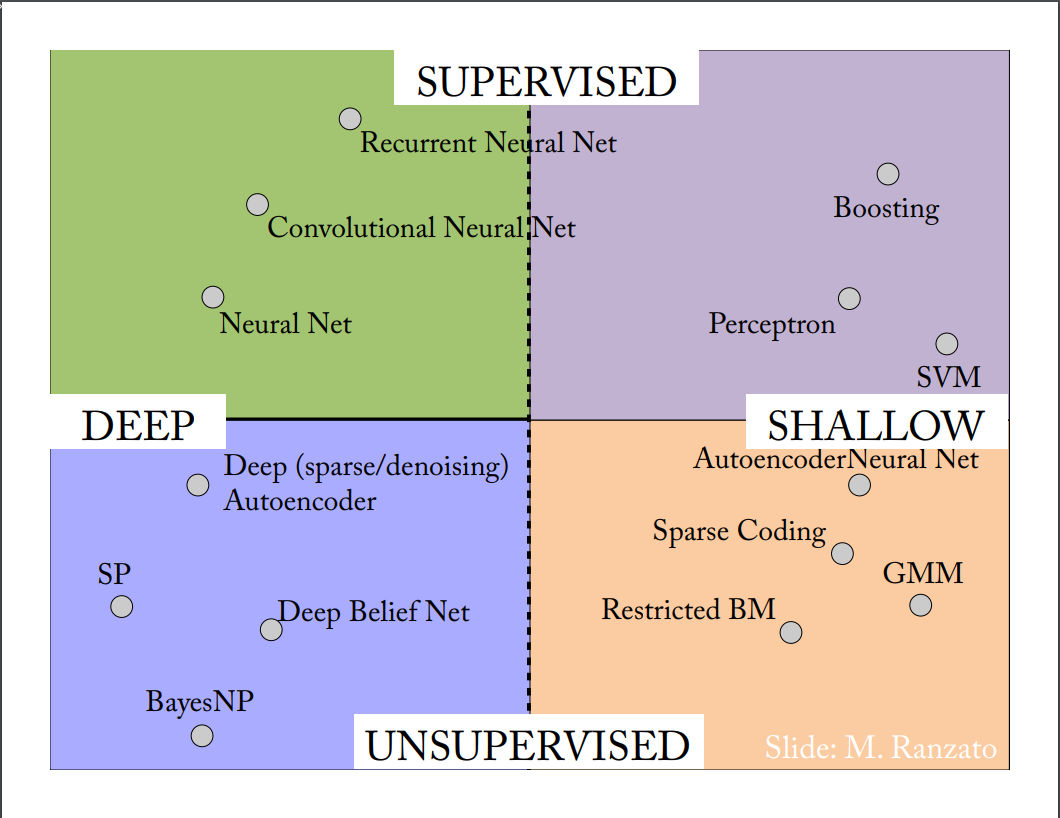 SUPERVISED
Recurrent Neural Net
Boosting
Convolutional Neural Net
Neural Net
Perceptron
SVM
DEEP
SHALLOW
Deep (sparse/denoising)
Autoencoder
AutoencoderNeural Net
Sparse Coding
SP
GMM
Deep Belief Net
Restricted BM
BayesNP
UNSUPERVISED
Slide: M. Ranzato